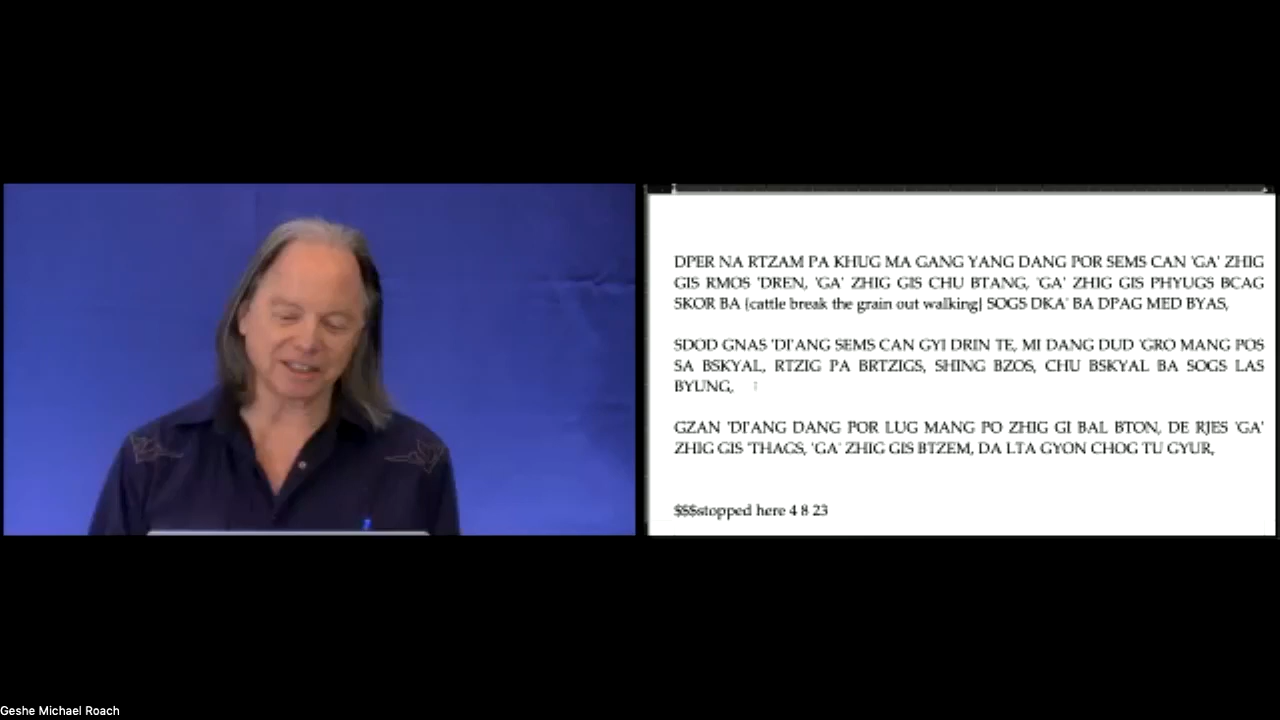 DPER NA RTZAM PA KHUG MA GANG YANG DANG POR SEMS CAN 'GA' ZHIG
GIS RMOS 'DREN, 'GA' ZHIG GIS CHU BTANG, 'GA' ZHIG GIS PHYUGS BCAG
SKOR BA [cattle break the grain out walking] SOGS DKA' BA DPAG MED BYAS,
SDOD GNAS 'DI'ANG SEMS CAN GYI DRIN TE, MI DANG DUD 'GRO MANG POS
SA BSKYAL, RTZIG PA BRTZIGS, SHING BZOS, CHU BSKYAL BA SOGS LAS
BYUNG,
GZAN 'DI'ANG DANG POR LUG MANG PO ZHIG GI BAL BTON, DE RJES 'GA'
ZHIG GIS 'THAGS, 'GA' ZHIG GIS BTZEM, DA LTA GYON CHOG TU GYUR,
$$$stopped here 4 8 23
Geshe Michael Roach